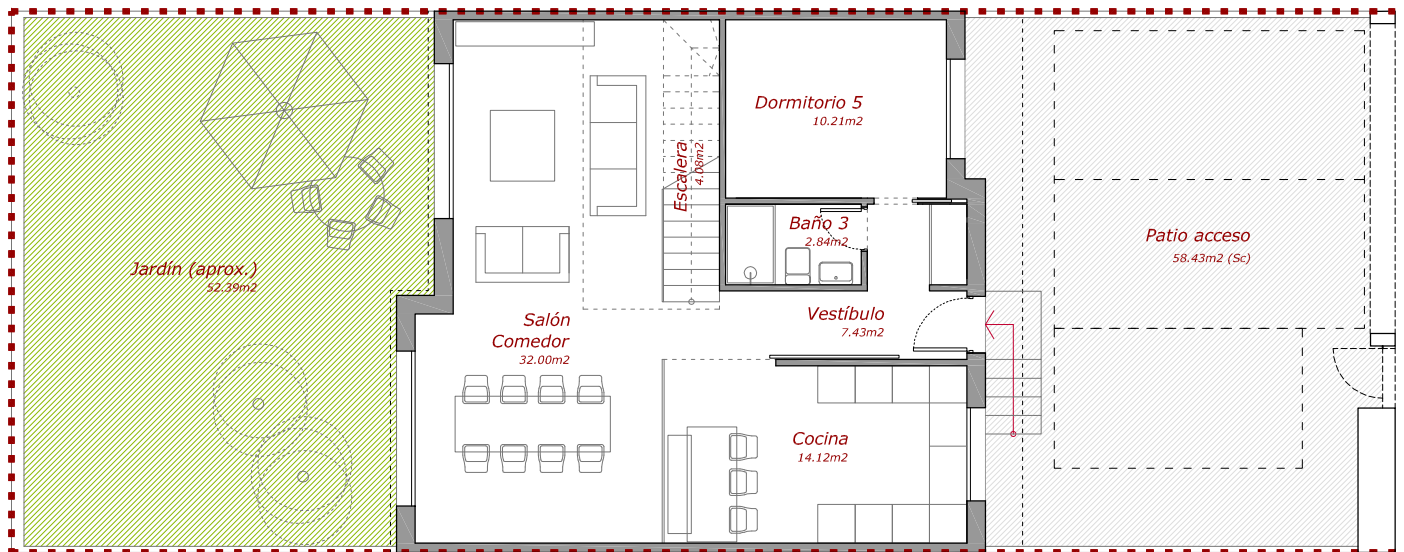 Dormitorio 5
10.21m2
Escalera
4.08m2
Baño 3
2.84m2
Patio acceso
58.43m2 (Sc)
Jardín (aprox.)
52.39m2
Salón
Comedor
32.00m2
Vestíbulo
7.43m2
Cocina
14.12m2